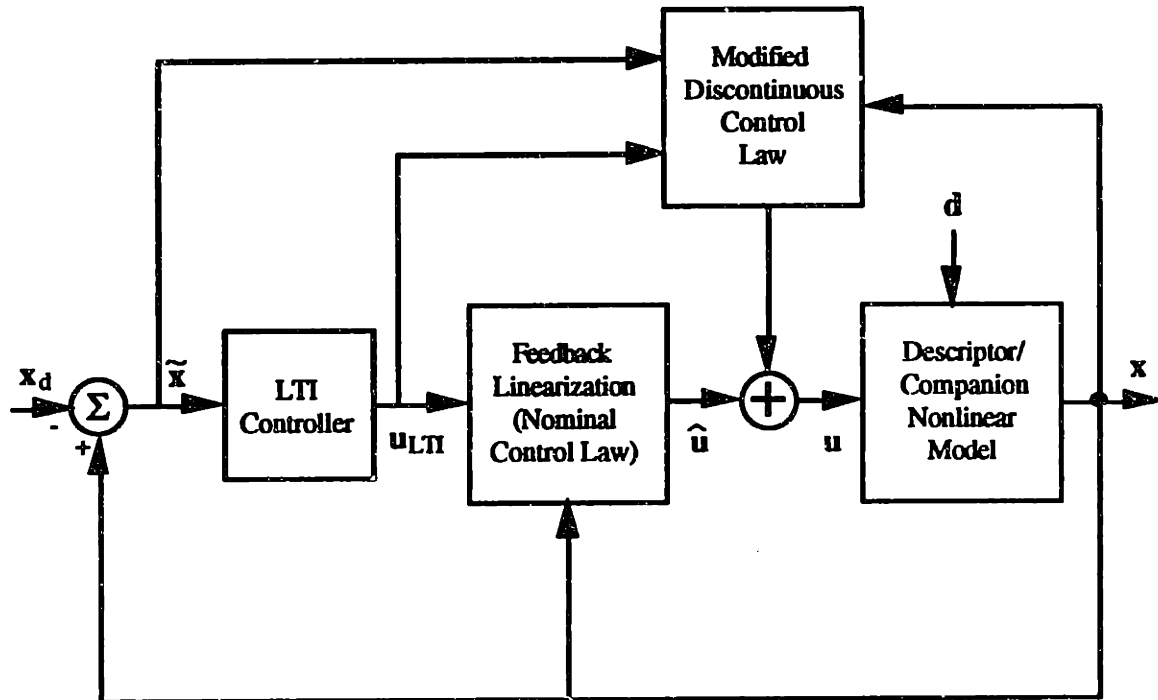 Modified
Discontinuous
Control
Law
d
Feedback
Linearization
(Nominal
Control Law)
Descriptor/
Companion
Nonlinear
Model
LTI
Controller
x_d
-
Σ
+
x̃
u_LTI
û
+
u
x